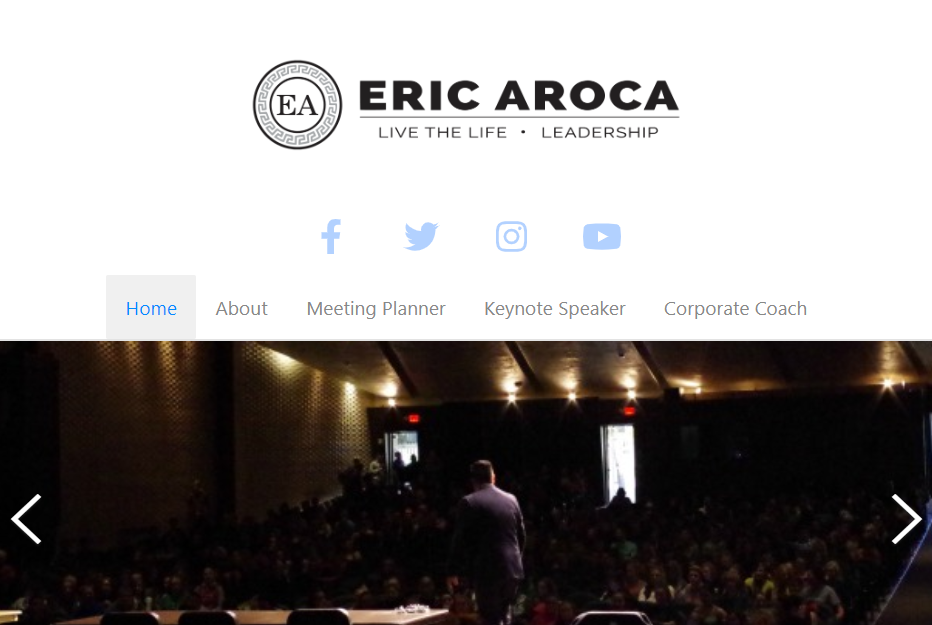 EA
ERIC AROCA
LIVE THE LIFE • LEADERSHIP
Home About Meeting Planner Keynote Speaker Corporate Coach